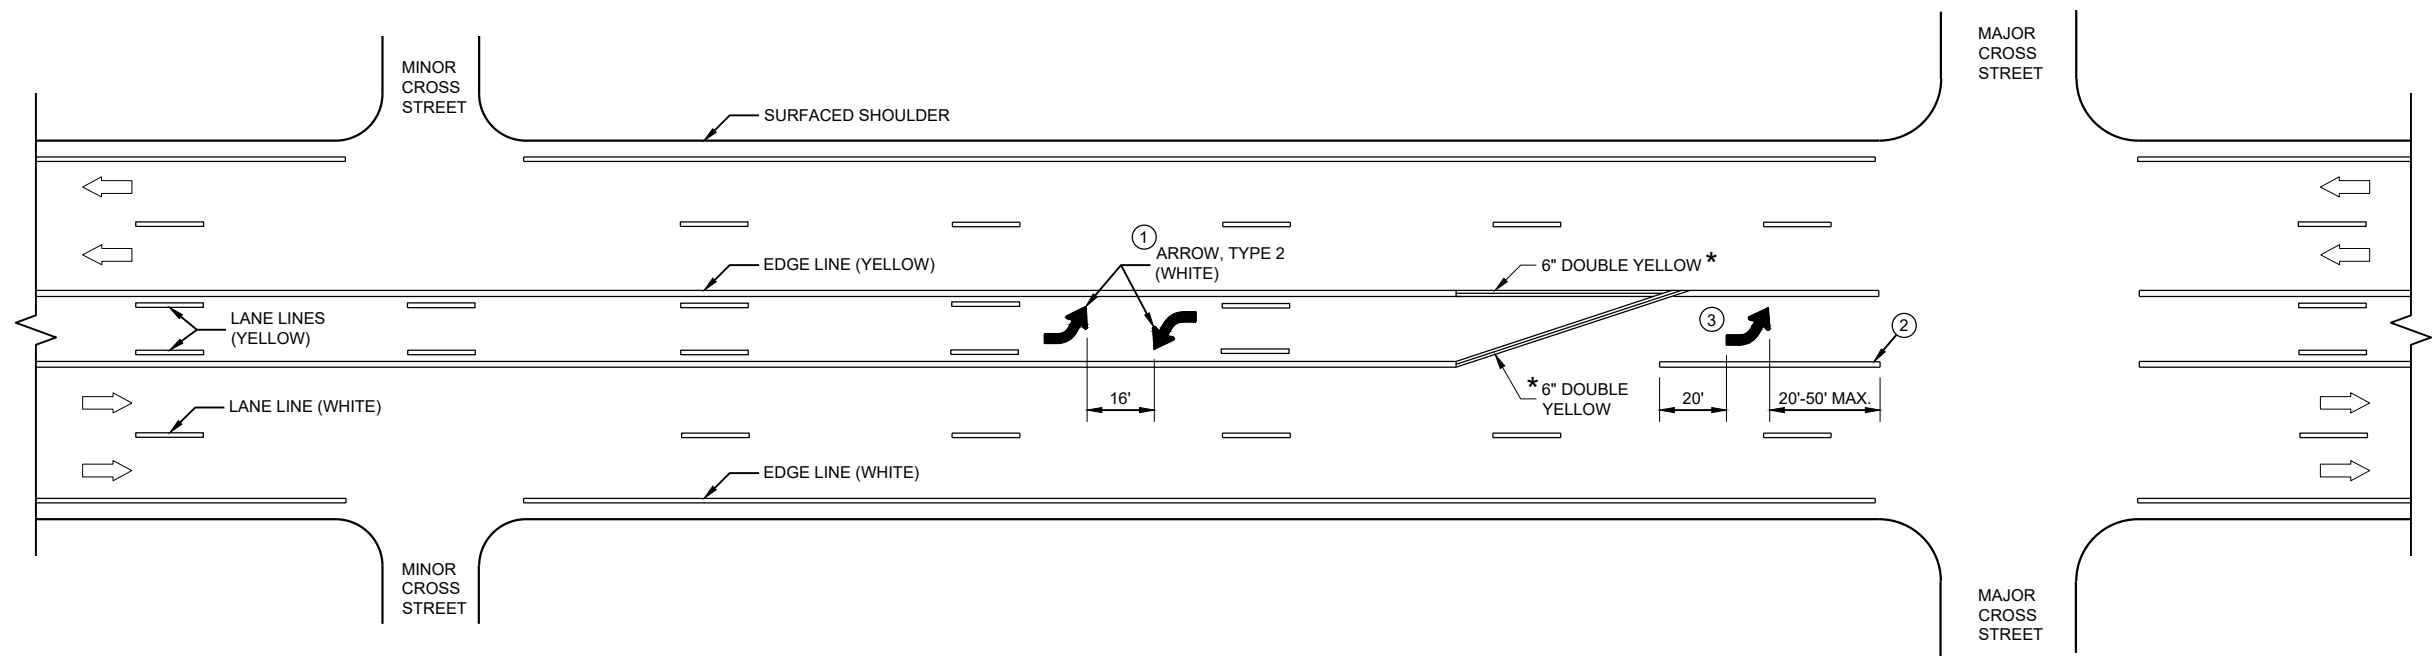 MINOR
CROSS
STREET
MAJOR
CROSS
STREET
SURFACED SHOULDER
1
ARROW, TYPE 2
(WHITE)
EDGE LINE (YELLOW)
6" DOUBLE YELLOW *
LANE LINES
(YELLOW)
3
2
* 6" DOUBLE
YELLOW
16'
20'
20'-50' MAX.
LANE LINE (WHITE)
EDGE LINE (WHITE)
MINOR
CROSS
STREET
MAJOR
CROSS
STREET